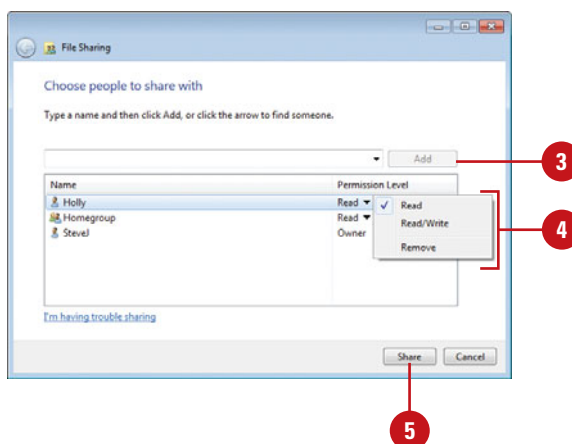 File Sharing
Choose people to share with
Type a name and then click Add, or click the arrow to find someone.
Add
3
Name Permission Level
Holly Read
Read
Homegroup Read
Read/Write
SteveJ Owner
Remove
4
I'm having trouble sharing
Share Cancel
5